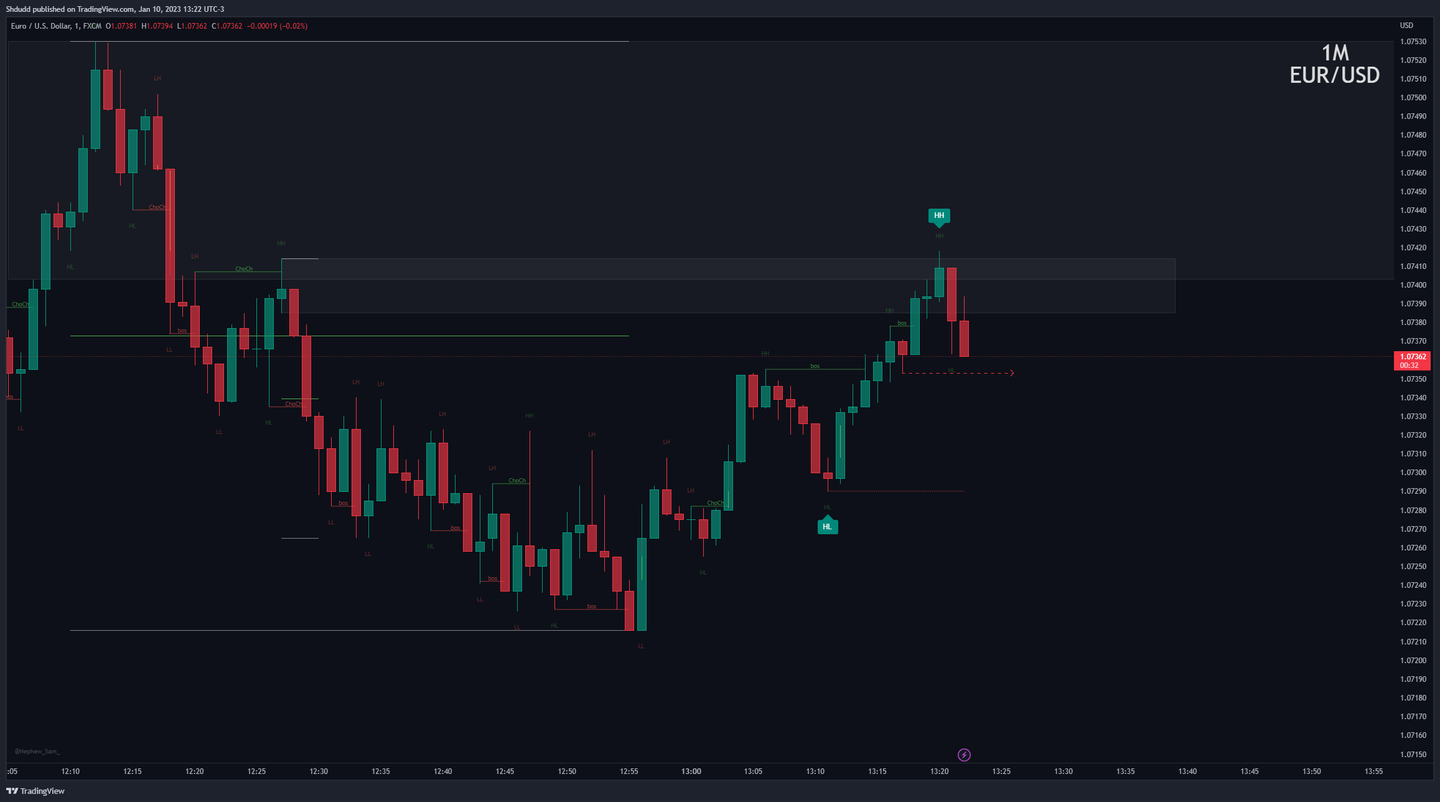 Shdudd published on TradingView.com, Jan 10, 2023 13:22 UTC-3
Euro / U.S. Dollar, 1, FXCM O1.07381 H1.07394 L1.07362 C1.07362 −0.00019 (−0.02%)
USD
1M
EUR/USD
1.07530
1.07520
1.07510
1.07500
1.07490
1.07480
1.07470
1.07460
1.07450
1.07440
1.07430
1.07420
1.07410
1.07400
1.07390
1.07380
1.07370
1.07362
00:32
1.07350
1.07340
1.07330
1.07320
1.07310
1.07300
1.07290
1.07280
1.07270
1.07260
1.07250
1.07240
1.07230
1.07220
1.07210
1.07200
1.07190
1.07180
1.07170
1.07160
1.07150
LH
ChoCh
HL
HL
LH
HH
ChoCh
ChoCh
bos
LL
LL
LL
HL
ChoCh
LH
LH
bos
LL
LL
LH
HL
bos
LH
ChoCh
HH
bos
LL
LL
HL
LH
bos
LL
LH
LH
ChoCh
HL
HH
bos
HL
HL
HH
bos
HH
HH
HL
@Nephew_Sam_
:05
12:10
12:15
12:20
12:25
12:30
12:35
12:40
12:45
12:50
12:55
13:00
13:05
13:10
13:15
13:20
13:25
13:30
13:35
13:40
13:45
13:50
13:55
TradingView